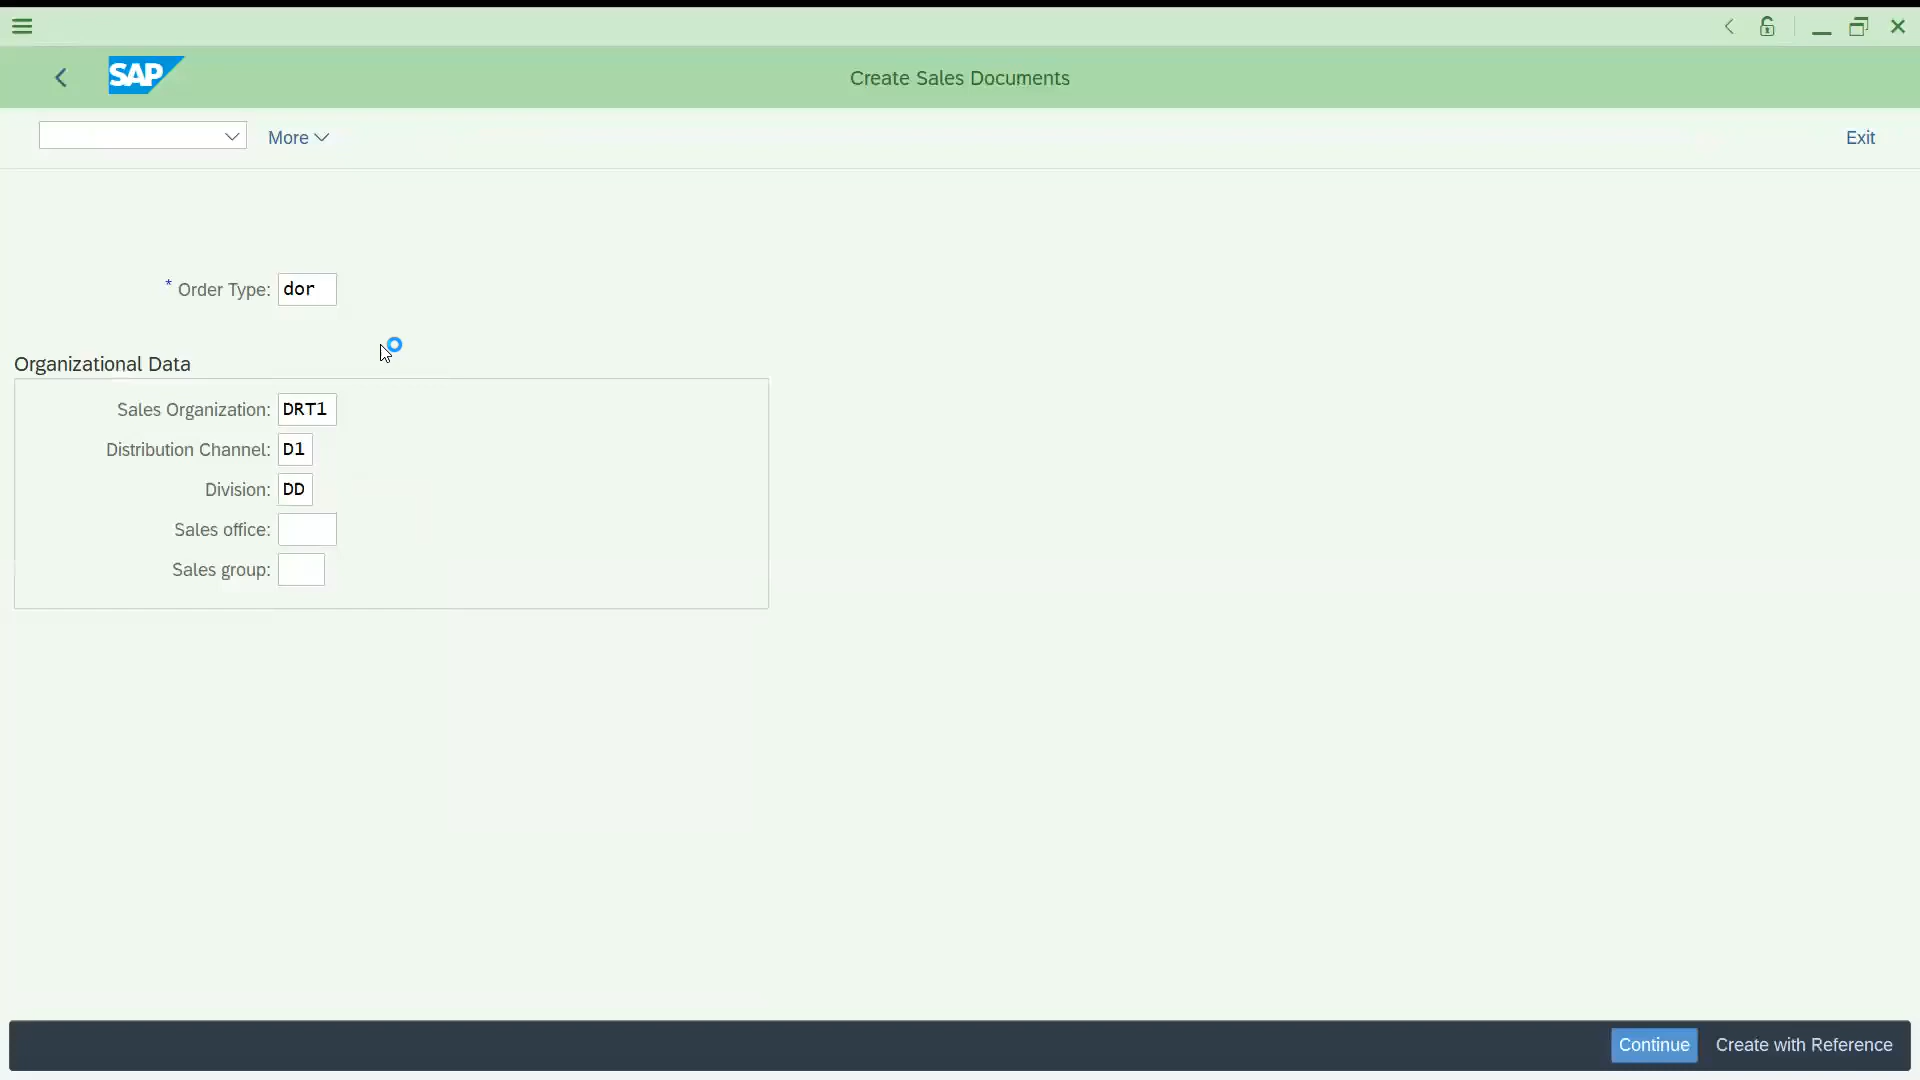 SAP
Create Sales Documents
More
Exit
* Order Type: dor
Organizational Data
Sales Organization: DRT1
Distribution Channel: D1
Division: DD
Sales office:
Sales group:
Continue Create with Reference